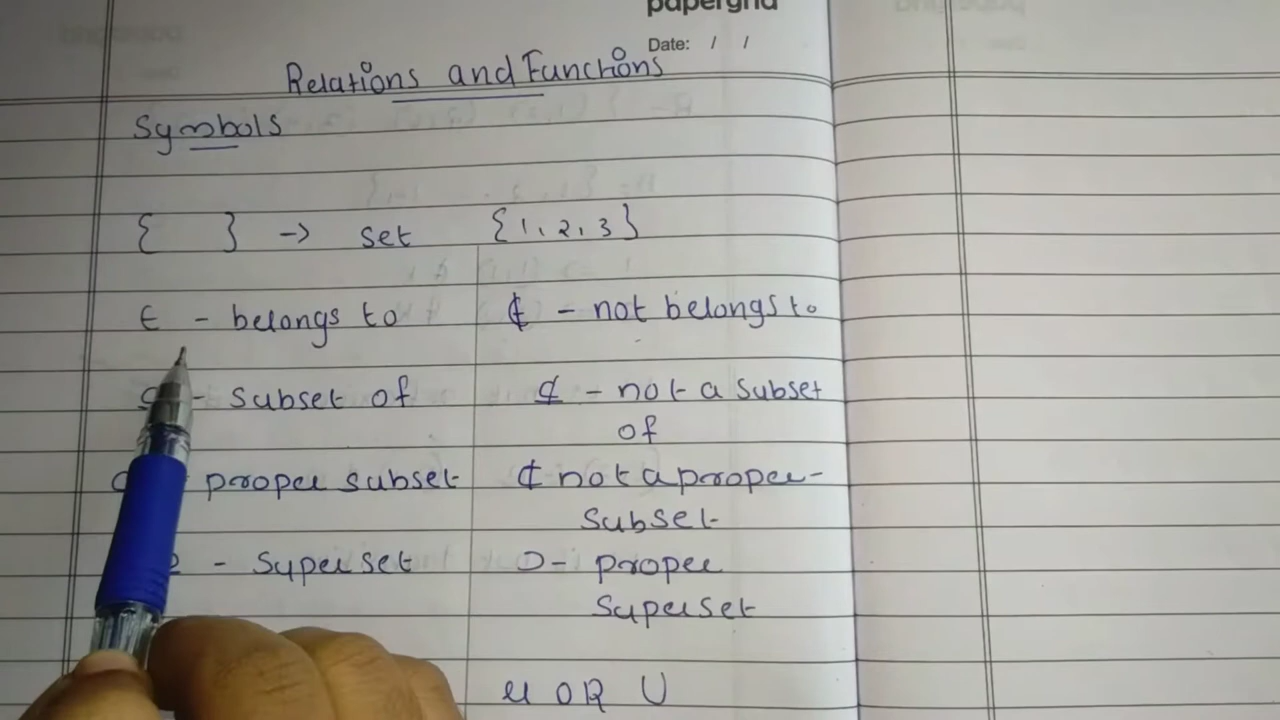 papergrid
Date: / /
Relations and Functions
Symbols
{ } → set {1, 2, 3}
∈ - belongs to ∉ - not belongs to
⊆ - subset of ⊈ - not a subset
of
⊂ proper subset ⊄ not a proper
subset
⊇ - Superset ⊃ - proper
Superset
μ OR U